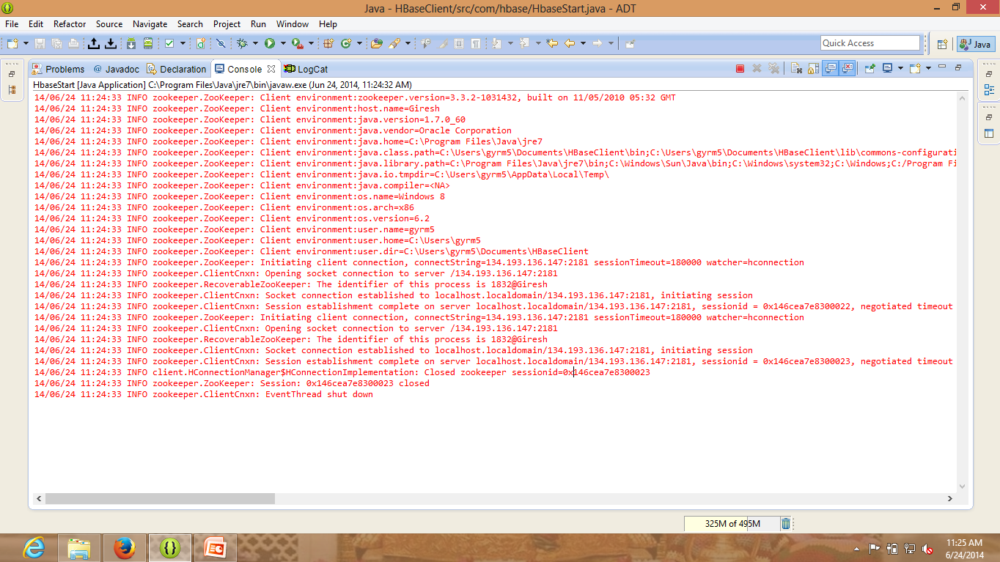 Java - HBaseClient/src/com/hbase/HbaseStart.java - ADT
File Edit Refactor Source Navigate Search Project Run Window Help
Quick Access
Java
Problems @ Javadoc Declaration Console LogCat
HbaseStart [Java Application] C:\Program Files\Java\jre7\bin\javaw.exe (Jun 24, 2014, 11:24:32 AM)
14/06/24 11:24:33 INFO zookeeper.ZooKeeper: Client environment:zookeeper.version=3.3.2-1031432, built on 11/05/2010 05:32 GMT
14/06/24 11:24:33 INFO zookeeper.ZooKeeper: Client environment:host.name=Giresh
14/06/24 11:24:33 INFO zookeeper.ZooKeeper: Client environment:java.version=1.7.0_60
14/06/24 11:24:33 INFO zookeeper.ZooKeeper: Client environment:java.vendor=Oracle Corporation
14/06/24 11:24:33 INFO zookeeper.ZooKeeper: Client environment:java.home=C:\Program Files\Java\jre7
14/06/24 11:24:33 INFO zookeeper.ZooKeeper: Client environment:java.class.path=C:\Users\gyrm5\Documents\HBaseClient\bin;C:\Users\gyrm5\Documents\HBaseClient\lib\commons-configurati
14/06/24 11:24:33 INFO zookeeper.ZooKeeper: Client environment:java.library.path=C:\Program Files\Java\jre7\bin;C:\Windows\Sun\Java\bin;C:\Windows\system32;C:\Windows;C:/Program Fi
14/06/24 11:24:33 INFO zookeeper.ZooKeeper: Client environment:java.io.tmpdir=C:\Users\gyrm5\AppData\Local\Temp\
14/06/24 11:24:33 INFO zookeeper.ZooKeeper: Client environment:java.compiler=<NA>
14/06/24 11:24:33 INFO zookeeper.ZooKeeper: Client environment:os.name=Windows 8
14/06/24 11:24:33 INFO zookeeper.ZooKeeper: Client environment:os.arch=x86
14/06/24 11:24:33 INFO zookeeper.ZooKeeper: Client environment:os.version=6.2
14/06/24 11:24:33 INFO zookeeper.ZooKeeper: Client environment:user.name=gyrm5
14/06/24 11:24:33 INFO zookeeper.ZooKeeper: Client environment:user.home=C:\Users\gyrm5
14/06/24 11:24:33 INFO zookeeper.ZooKeeper: Client environment:user.dir=C:\Users\gyrm5\Documents\HBaseClient
14/06/24 11:24:33 INFO zookeeper.ZooKeeper: Initiating client connection, connectString=134.193.136.147:2181 sessionTimeout=180000 watcher=hconnection
14/06/24 11:24:33 INFO zookeeper.ClientCnxn: Opening socket connection to server /134.193.136.147:2181
14/06/24 11:24:33 INFO zookeeper.RecoverableZooKeeper: The identifier of this process is 1832@Giresh
14/06/24 11:24:33 INFO zookeeper.ClientCnxn: Socket connection established to localhost.localdomain/134.193.136.147:2181, initiating session
14/06/24 11:24:33 INFO zookeeper.ClientCnxn: Session establishment complete on server localhost.localdomain/134.193.136.147:2181, sessionid = 0x146cea7e8300022, negotiated timeout
14/06/24 11:24:33 INFO zookeeper.ZooKeeper: Initiating client connection, connectString=134.193.136.147:2181 sessionTimeout=180000 watcher=hconnection
14/06/24 11:24:33 INFO zookeeper.ClientCnxn: Opening socket connection to server /134.193.136.147:2181
14/06/24 11:24:33 INFO zookeeper.RecoverableZooKeeper: The identifier of this process is 1832@Giresh
14/06/24 11:24:33 INFO zookeeper.ClientCnxn: Socket connection established to localhost.localdomain/134.193.136.147:2181, initiating session
14/06/24 11:24:33 INFO zookeeper.ClientCnxn: Session establishment complete on server localhost.localdomain/134.193.136.147:2181, sessionid = 0x146cea7e8300023, negotiated timeout
14/06/24 11:24:33 INFO client.HConnectionManager$HConnectionImplementation: Closed zookeeper sessionid=0x146cea7e8300023
14/06/24 11:24:33 INFO zookeeper.ZooKeeper: Session: 0x146cea7e8300023 closed
14/06/24 11:24:33 INFO zookeeper.ClientCnxn: EventThread shut down
325M of 495M
11:25 AM
6/24/2014